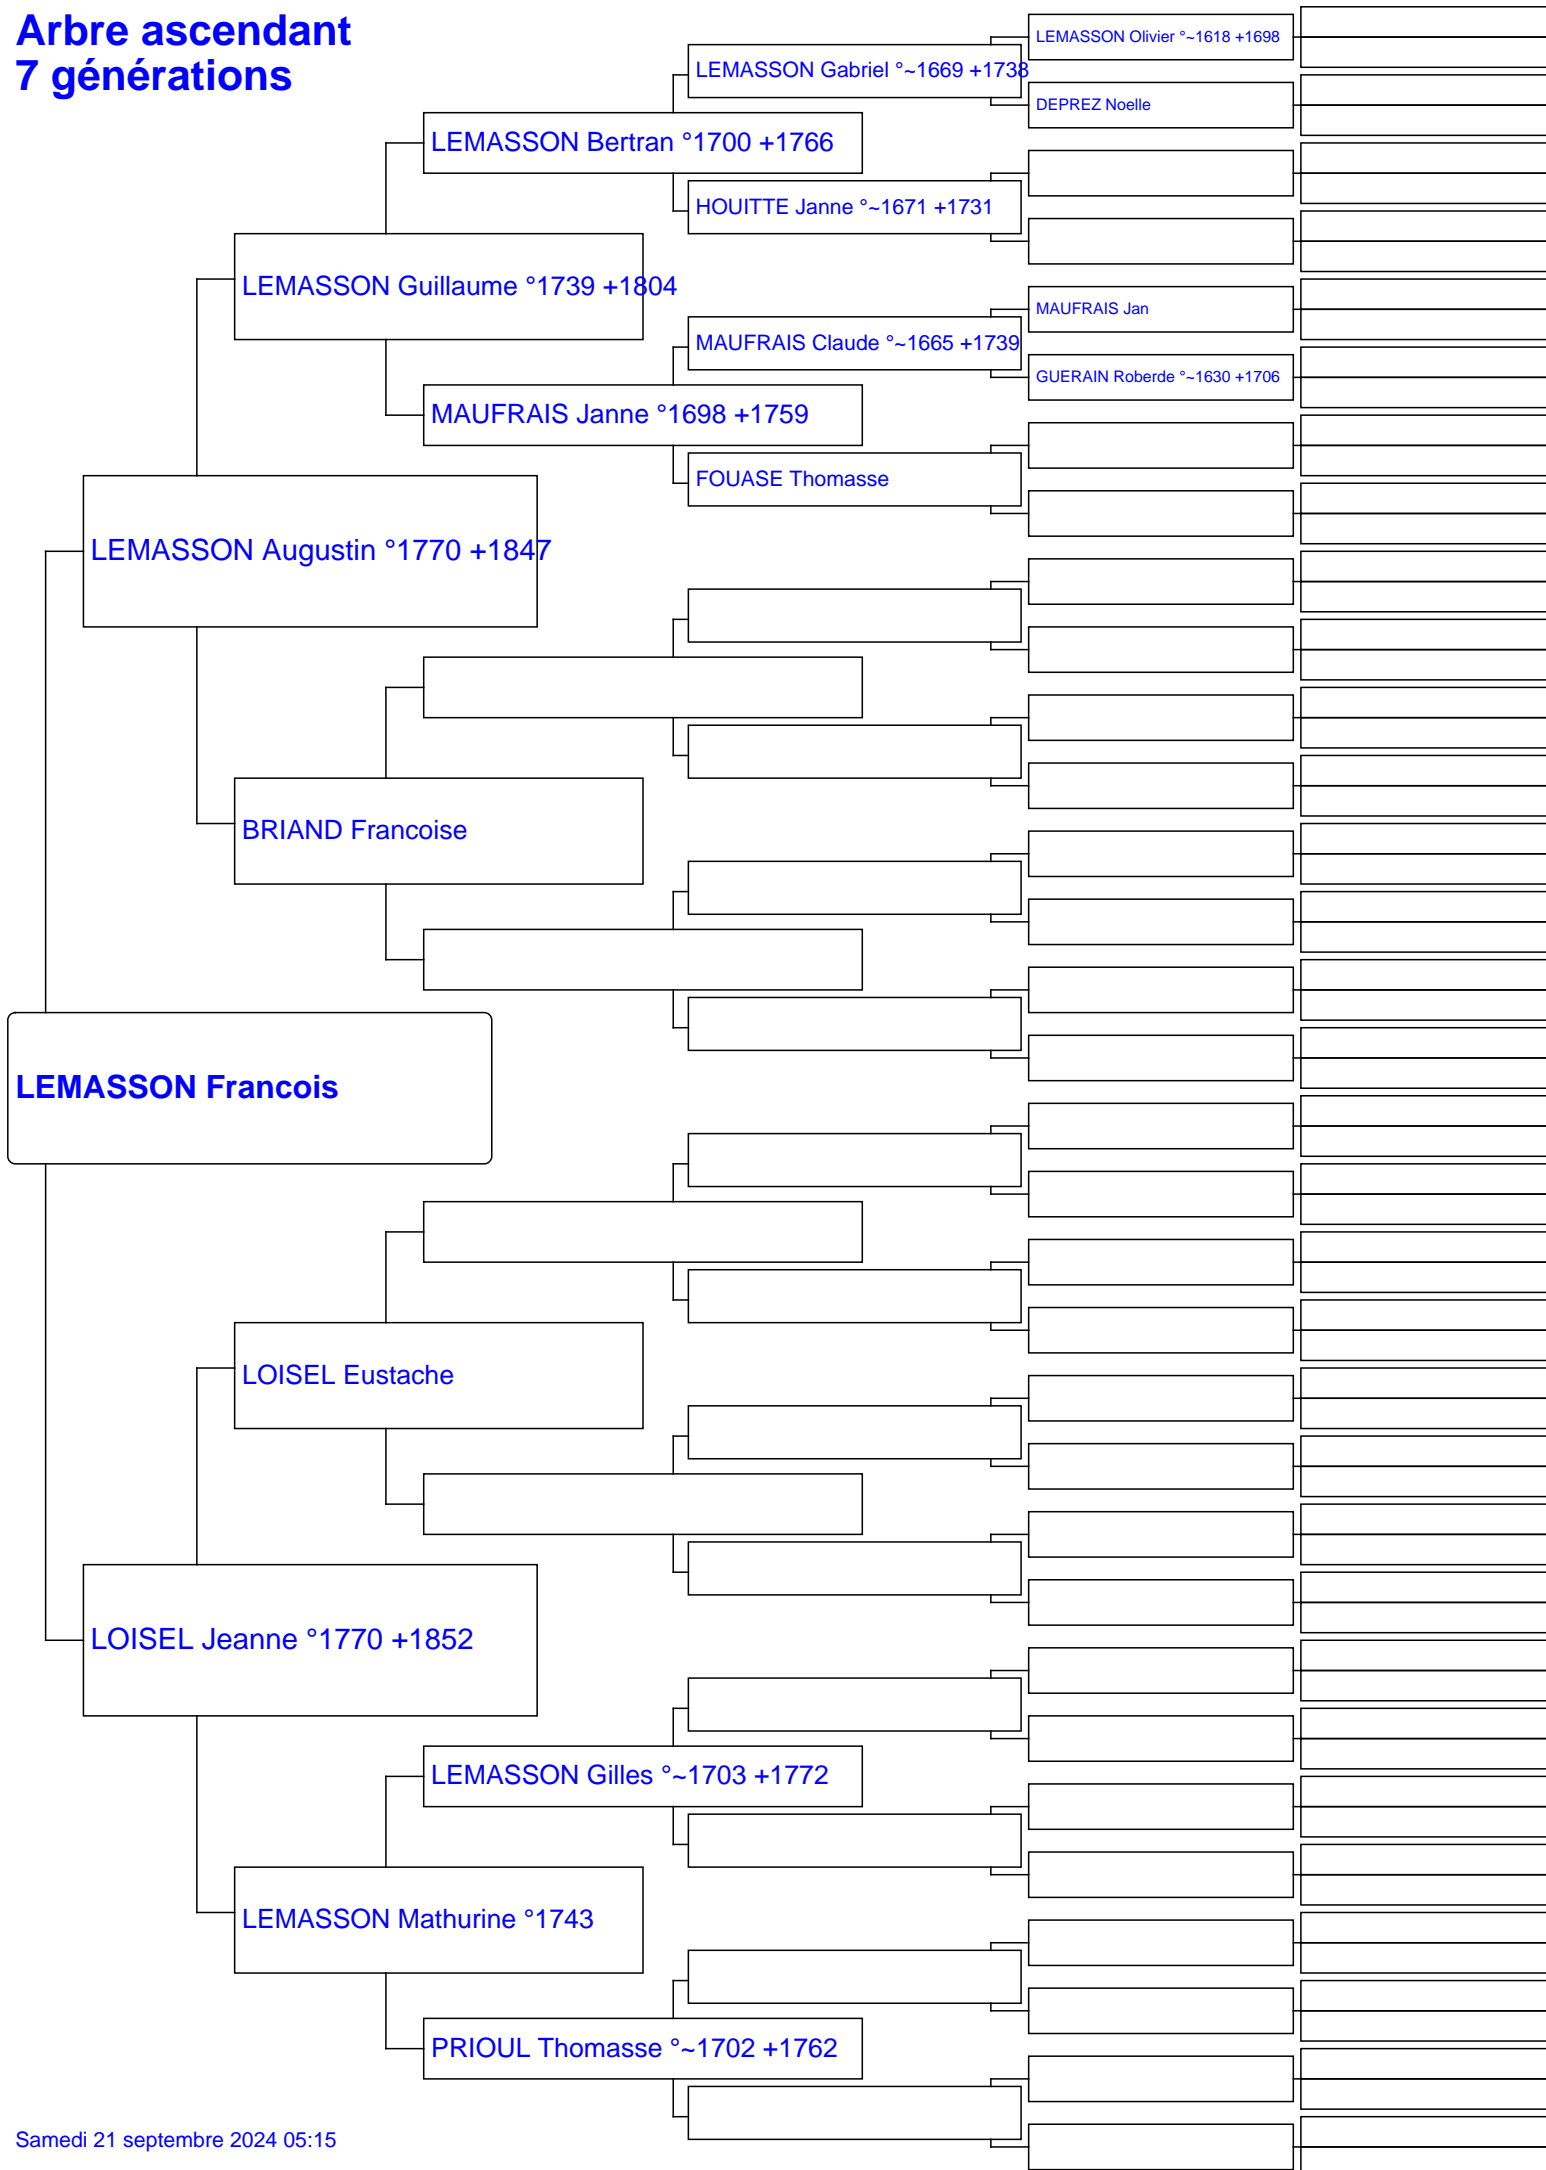 Arbre ascendant
7 générations
LEMASSON Olivier °~1618 +1698
LEMASSON Gabriel °~1669 +1738
DEPREZ Noelle
LEMASSON Bertran °1700 +1766
HOUITTE Janne °~1671 +1731
LEMASSON Guillaume °1739 +1804
MAUFRAIS Jan
MAUFRAIS Claude °~1665 +1739
GUERAIN Roberde °~1630 +1706
MAUFRAIS Janne °1698 +1759
FOUASE Thomasse
LEMASSON Augustin °1770 +1847
BRIAND Francoise
LEMASSON Francois
LOISEL Eustache
LOISEL Jeanne °1770 +1852
LEMASSON Gilles °~1703 +1772
LEMASSON Mathurine °1743
PRIOUL Thomasse °~1702 +1762
Samedi 21 septembre 2024 05:15